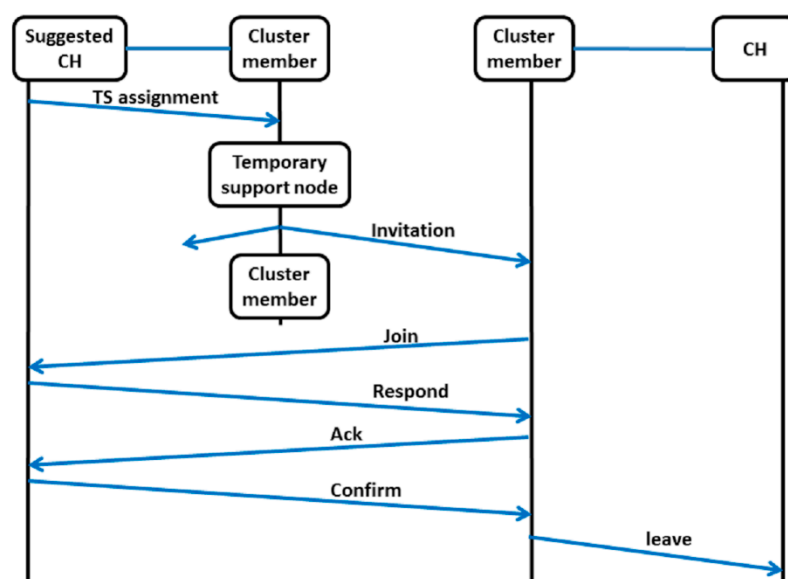 Suggested
CH
Cluster
member
Cluster
member
CH
TS assignment
Temporary
support node
Invitation
Cluster
member
Join
Respond
Ack
Confirm
leave